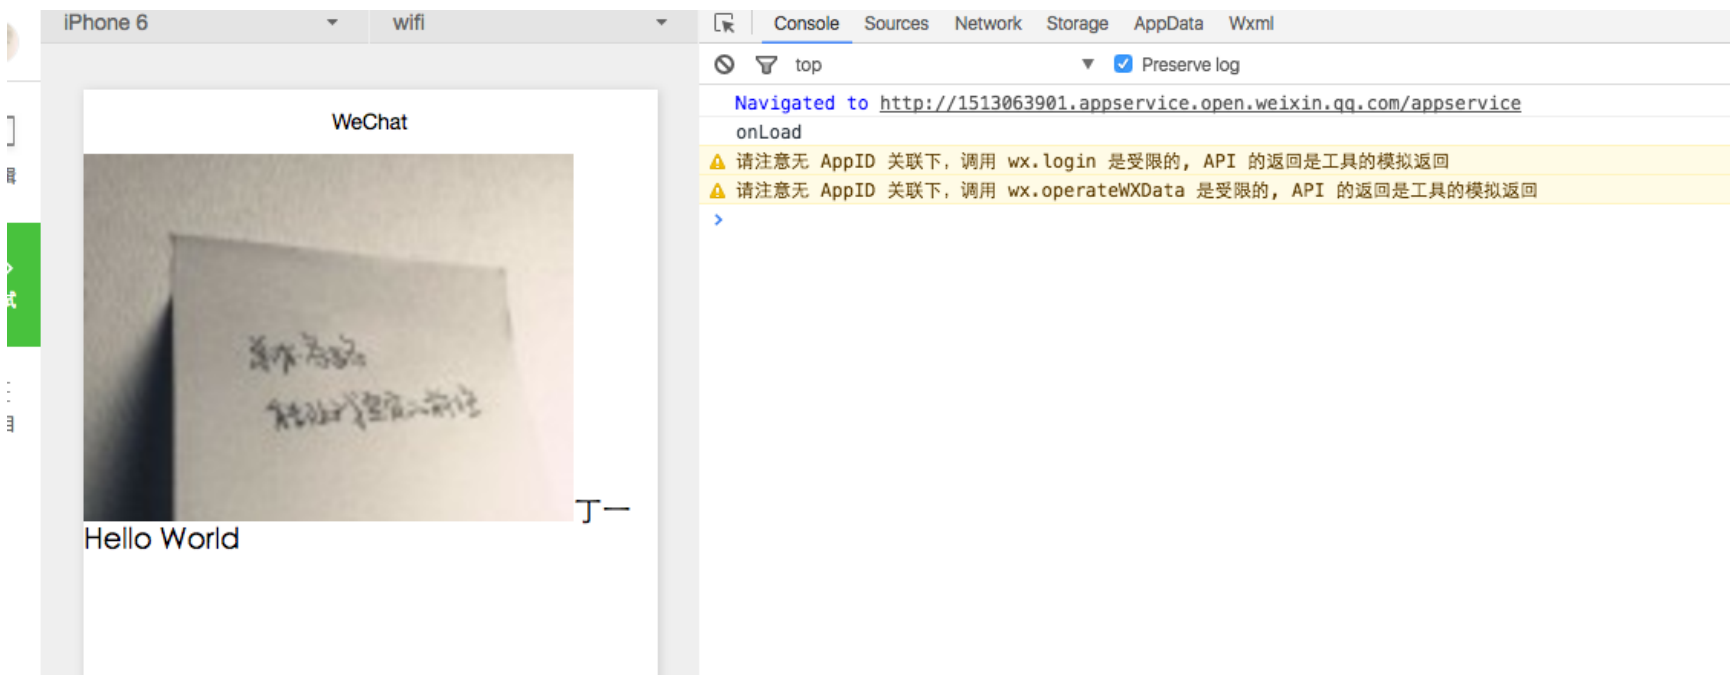 iPhone 6
wifi
WeChat
丁一
Hello World
Console Sources Network Storage AppData Wxml
top
Preserve log
Navigated to http://1513063901.appservice.open.weixin.qq.com/appservice
onLoad
请注意无 AppID 关联下，调用 wx.login 是受限的, API 的返回是工具的模拟返回
请注意无 AppID 关联下，调用 wx.operateWXData 是受限的, API 的返回是工具的模拟返回